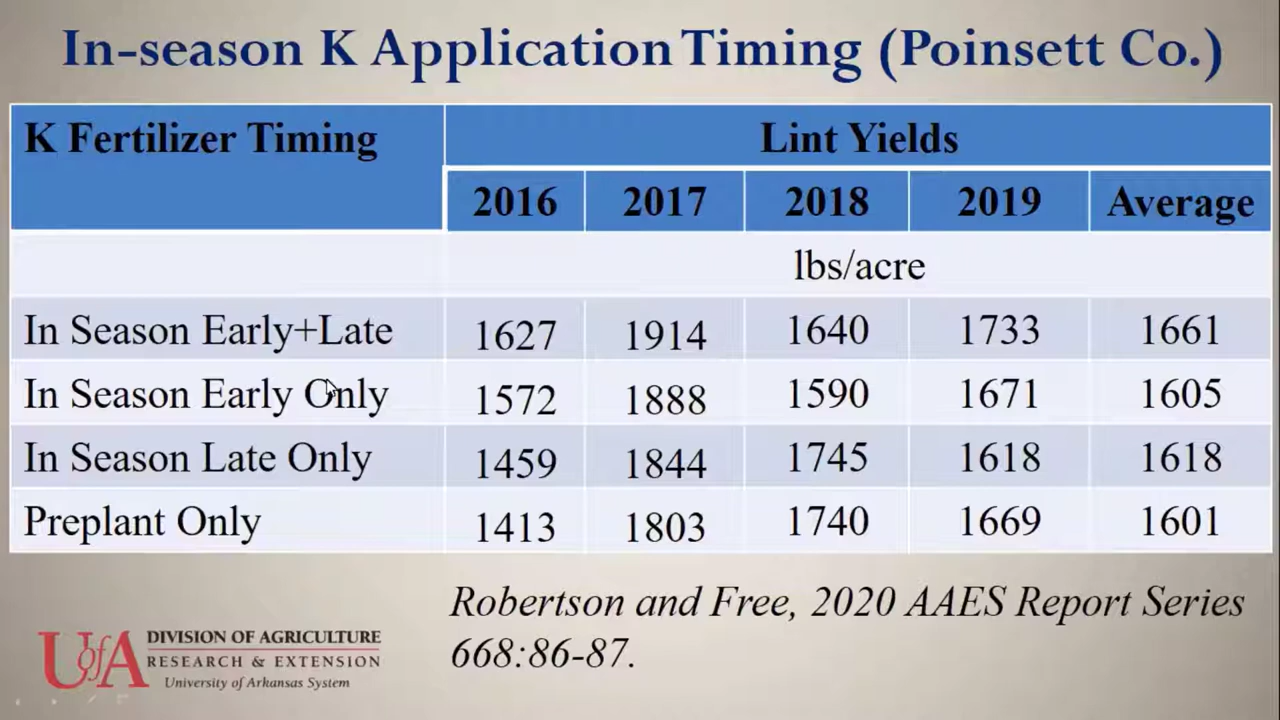 In-season K Application Timing (Poinsett Co.)
K Fertilizer Timing Lint Yields
2016 2017 2018 2019 Average
lbs/acre
In Season Early+Late 1627 1914 1640 1733 1661
In Season Early Only 1572 1888 1590 1671 1605
In Season Late Only 1459 1844 1745 1618 1618
Preplant Only 1413 1803 1740 1669 1601
Robertson and Free, 2020 AAES Report Series
668:86-87.
UofA DIVISION OF AGRICULTURE
RESEARCH & EXTENSION
University of Arkansas System